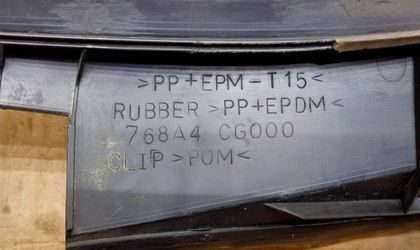 >PP+EPM-T15<
RUBBER >PP+EPDM<
768A4 CG000
CLIP >POM<